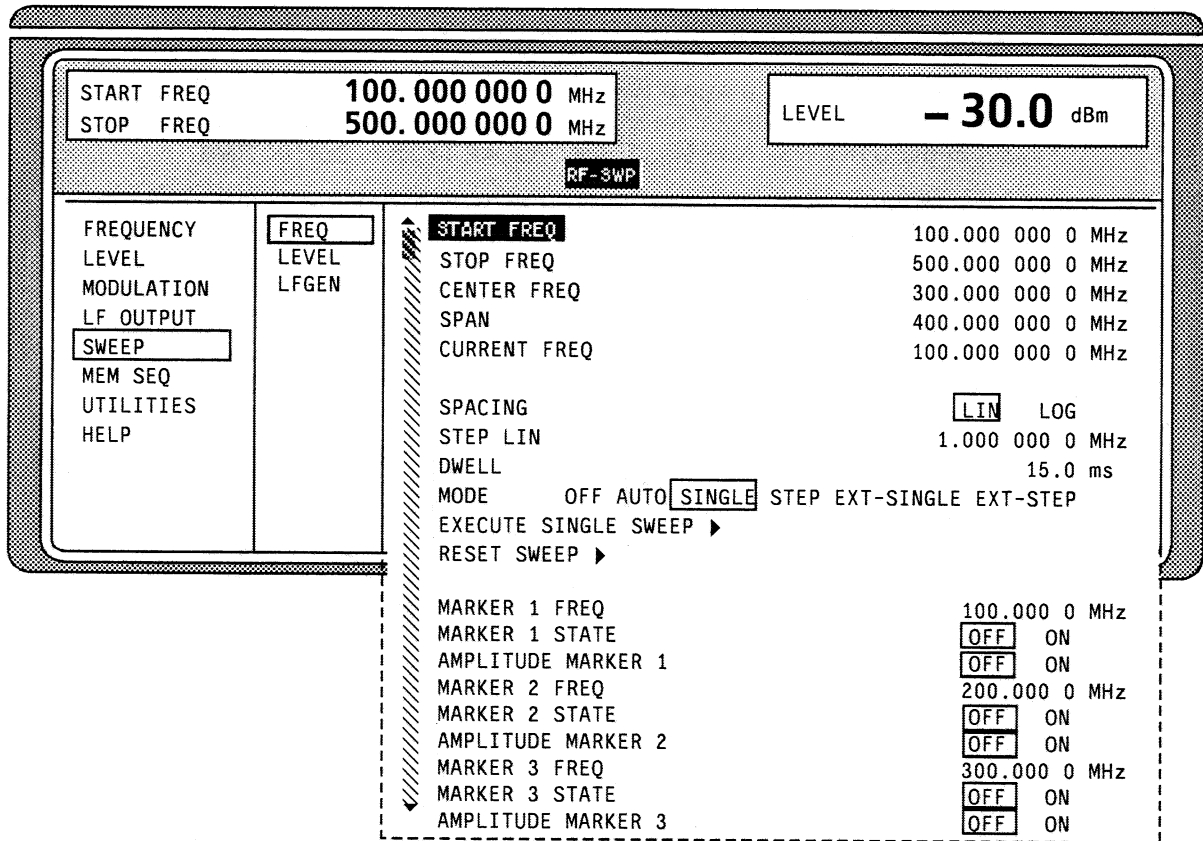 START FREQ 100.000 000 0 MHz
STOP FREQ 500.000 000 0 MHz
LEVEL – 30.0 dBm
RF-SWP
FREQUENCY
LEVEL
MODULATION
LF OUTPUT
SWEEP
MEM SEQ
UTILITIES
HELP
FREQ
LEVEL
LFGEN
START FREQ 100.000 000 0 MHz
STOP FREQ 500.000 000 0 MHz
CENTER FREQ 300.000 000 0 MHz
SPAN 400.000 000 0 MHz
CURRENT FREQ 100.000 000 0 MHz
SPACING LIN LOG
STEP LIN 1.000 000 0 MHz
DWELL 15.0 ms
MODE OFF AUTO SINGLE STEP EXT-SINGLE EXT-STEP
EXECUTE SINGLE SWEEP
RESET SWEEP
MARKER 1 FREQ 100.000 0 MHz
MARKER 1 STATE OFF ON
AMPLITUDE MARKER 1 OFF ON
MARKER 2 FREQ 200.000 0 MHz
MARKER 2 STATE OFF ON
AMPLITUDE MARKER 2 OFF ON
MARKER 3 FREQ 300.000 0 MHz
MARKER 3 STATE OFF ON
AMPLITUDE MARKER 3 OFF ON